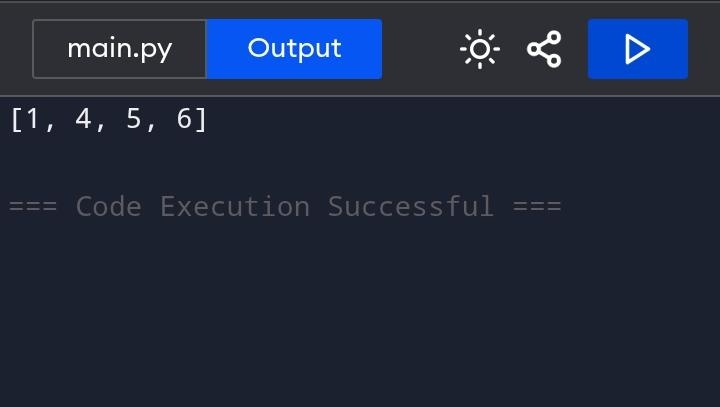 main.py Output
[1, 4, 5, 6]
=== Code Execution Successful ===